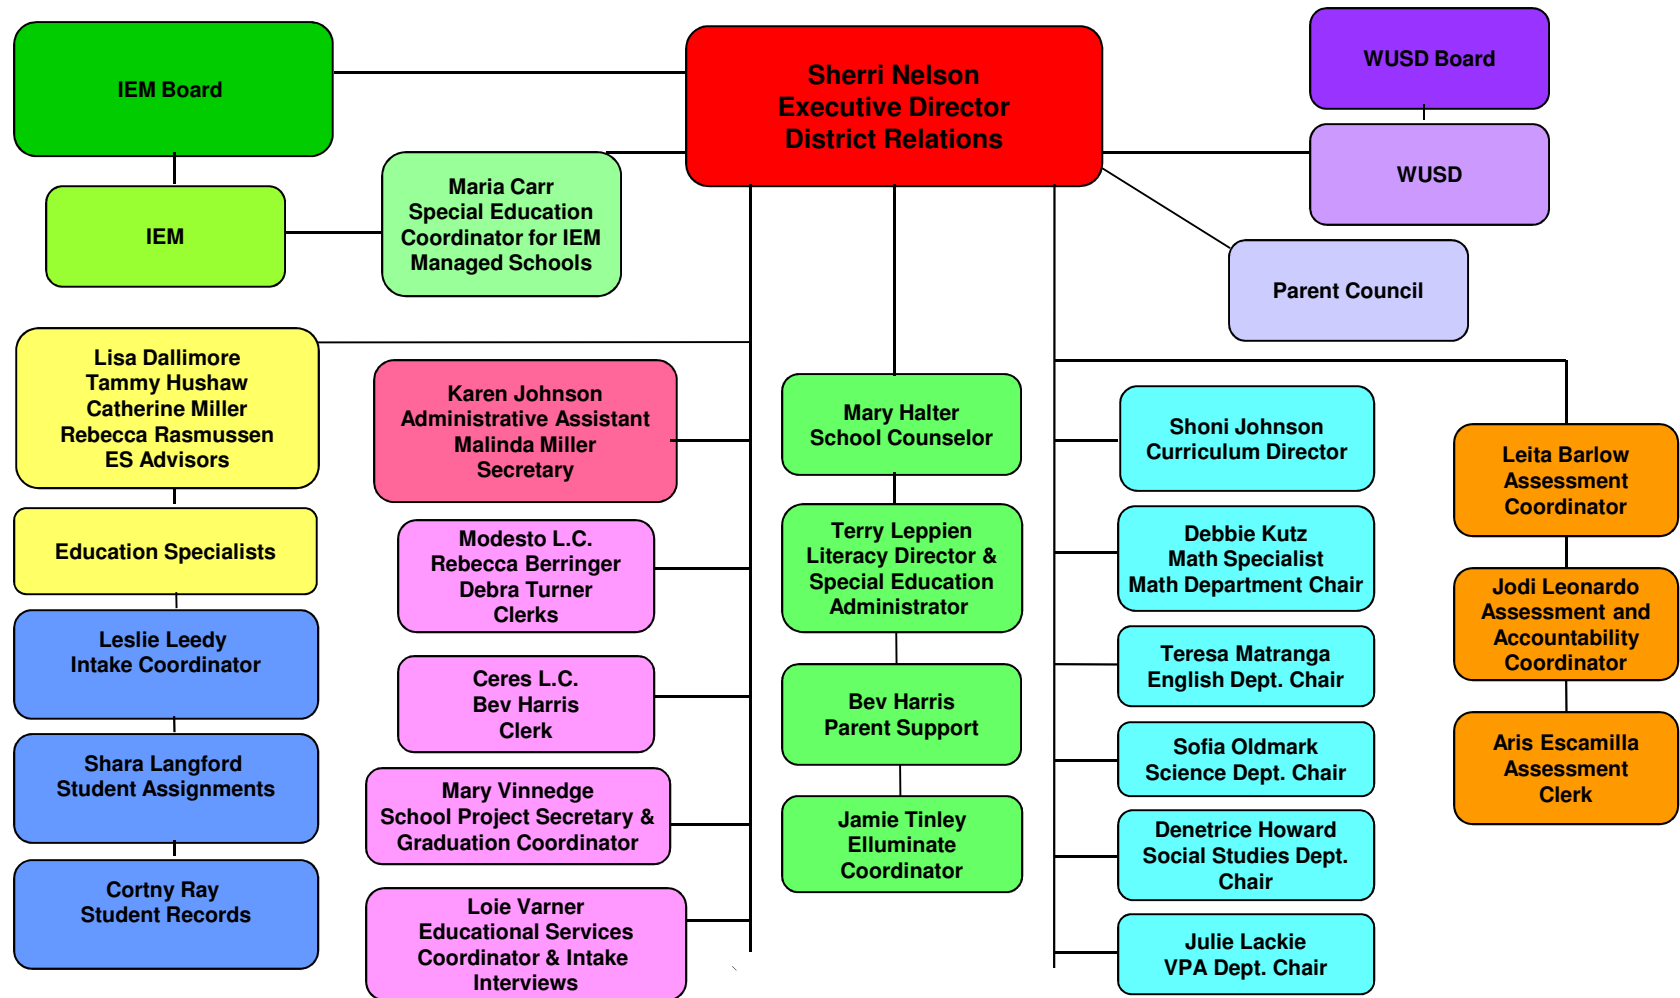 IEM Board
Sherri Nelson
Executive Director
District Relations
WUSD Board
WUSD
IEM
Maria Carr
Special Education
Coordinator for IEM
Managed Schools
Parent Council
Lisa Dallimore
Tammy Hushaw
Catherine Miller
Rebecca Rasmussen
ES Advisors
Education Specialists
Leslie Leedy
Intake Coordinator
Shara Langford
Student Assignments
Cortny Ray
Student Records
Karen Johnson
Administrative Assistant
Malinda Miller
Secretary
Modesto L.C.
Rebecca Berringer
Debra Turner
Clerks
Ceres L.C.
Bev Harris
Clerk
Mary Vinnedge
School Project Secretary &
Graduation Coordinator
Loie Varner
Educational Services
Coordinator & Intake
Interviews
Mary Halter
School Counselor
Terry Leppien
Literacy Director &
Special Education
Administrator
Bev Harris
Parent Support
Jamie Tinley
Elluminate
Coordinator
Shoni Johnson
Curriculum Director
Debbie Kutz
Math Specialist
Math Department Chair
Teresa Matranga
English Dept. Chair
Sofia Oldmark
Science Dept. Chair
Denetrice Howard
Social Studies Dept.
Chair
Julie Lackie
VPA Dept. Chair
Leita Barlow
Assessment
Coordinator
Jodi Leonardo
Assessment and
Accountability
Coordinator
Aris Escamilla
Assessment
Clerk